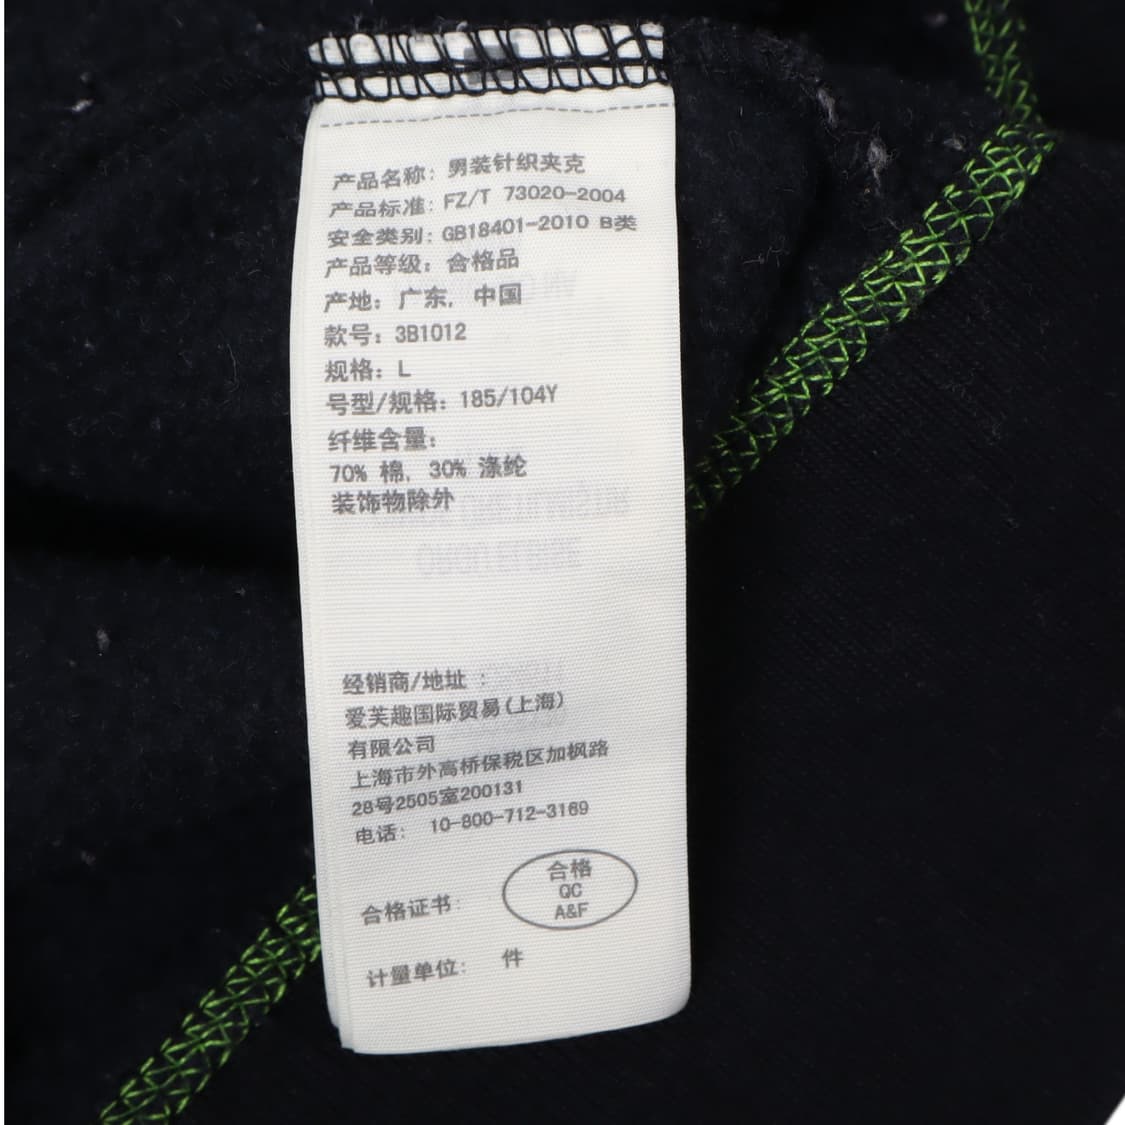 产品名称: 男装针织夹克
产品标准: FZ/T 73020-2004
安全类别: GB18401-2010 B类
产品等级: 合格品
产地: 广东, 中国
款号: 3B1012
规格: L
号型/规格: 185/104Y
纤维含量:
70% 棉, 30% 涤纶
装饰物除外
经销商/地址 :
爱芙趣国际贸易(上海)
有限公司
上海市外高桥保税区加枫路
28号2505室200131
电话: 10-800-712-3169
合格证书:
合格
QC
A&F
计量单位: 件